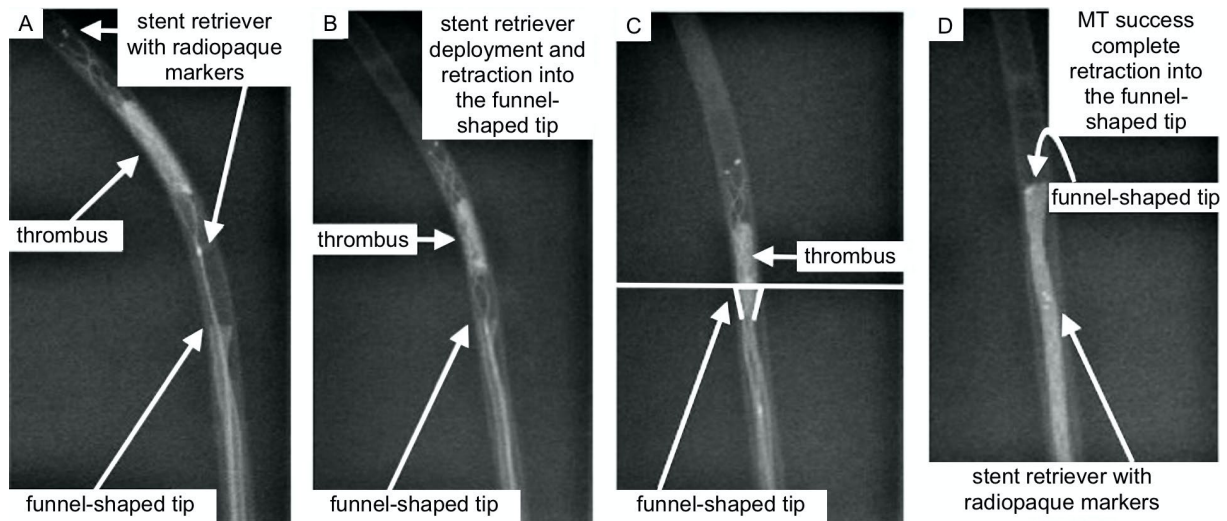 A
stent retriever
with radiopaque
markers
thrombus
funnel-shaped tip
B
stent retriever
deployment and
retraction into
the funnel-
shaped tip
thrombus
funnel-shaped tip
C
thrombus
funnel-shaped tip
D
MT success
complete
retraction into
the funnel-
shaped tip
funnel-shaped tip
stent retriever with
radiopaque markers